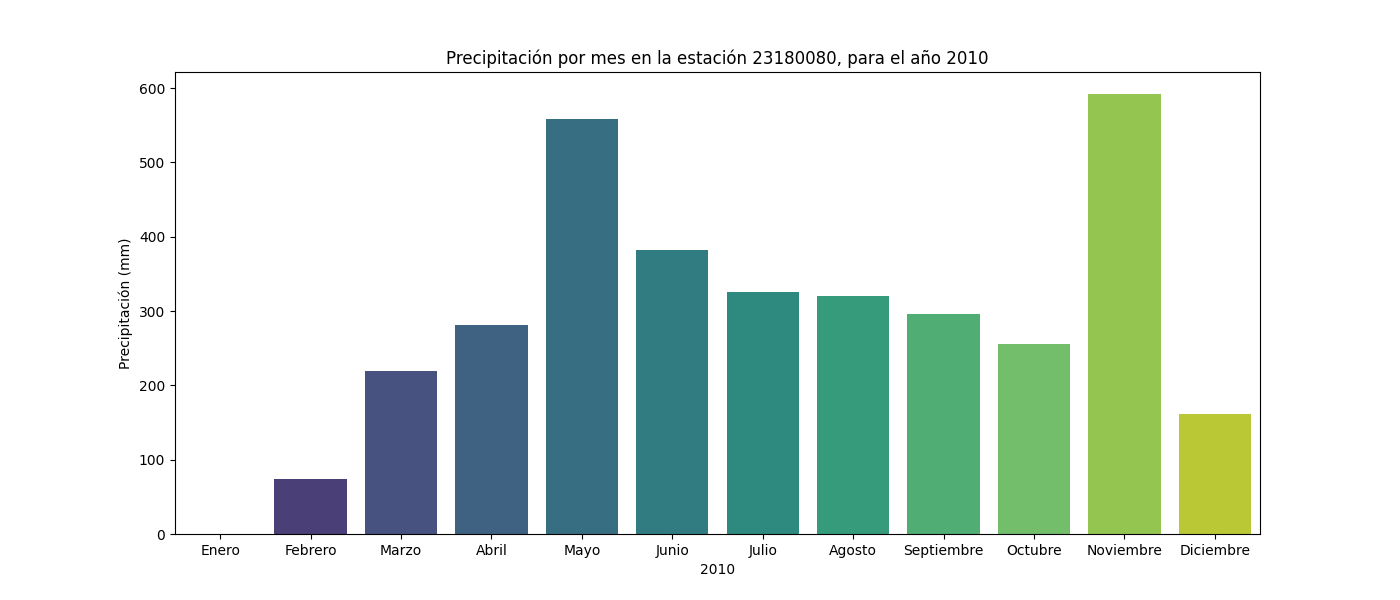 Precipitación por mes en la estación 23180080, para el año 2010
Precipitación (mm)
600
500
400
300
200
100
0
Enero Febrero Marzo Abril Mayo Junio Julio Agosto Septiembre Octubre Noviembre Diciembre
2010